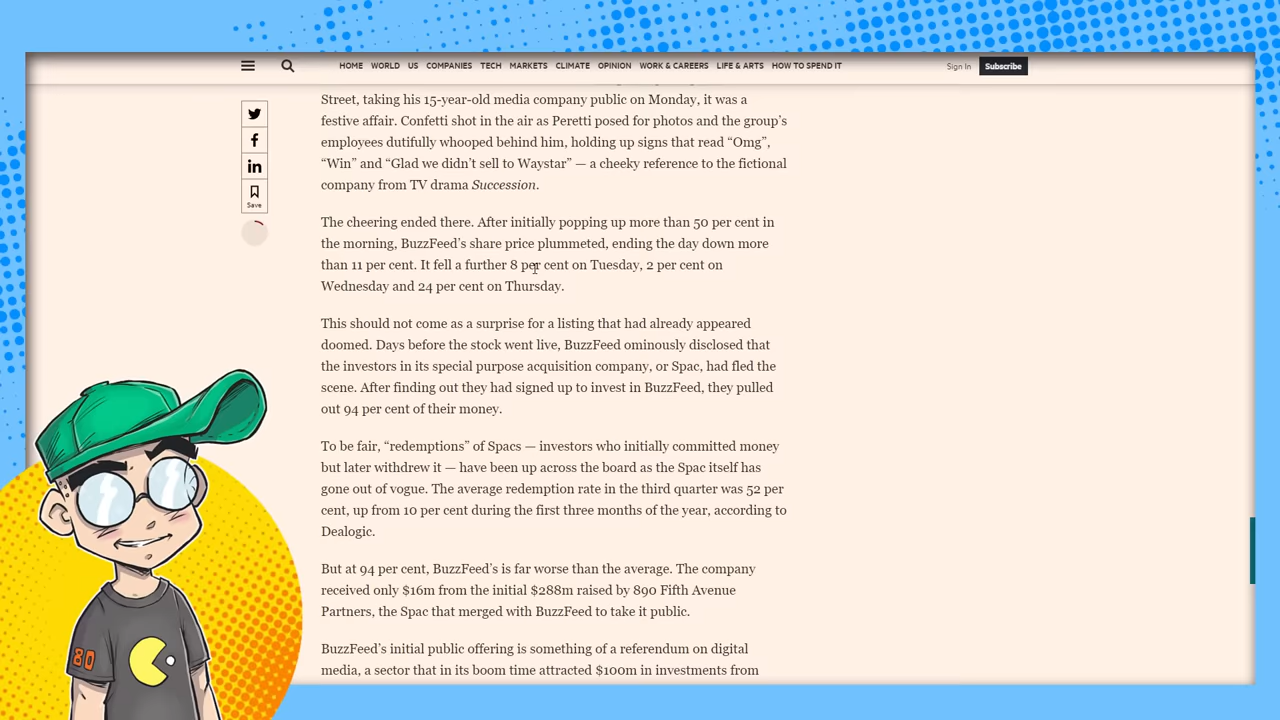 HOME WORLD US COMPANIES TECH MARKETS CLIMATE OPINION WORK & CAREERS LIFE & ARTS HOW TO SPEND IT Sign In Subscribe
Street, taking his 15-year-old media company public on Monday, it was a
festive affair. Confetti shot in the air as Peretti posed for photos and the group’s
employees dutifully whooped behind him, holding up signs that read “Omg”,
“Win” and “Glad we didn’t sell to Waystar” — a cheeky reference to the fictional
company from TV drama Succession.
Save
The cheering ended there. After initially popping up more than 50 per cent in
the morning, BuzzFeed’s share price plummeted, ending the day down more
than 11 per cent. It fell a further 8 per cent on Tuesday, 2 per cent on
Wednesday and 24 per cent on Thursday.
This should not come as a surprise for a listing that had already appeared
doomed. Days before the stock went live, BuzzFeed ominously disclosed that
the investors in its special purpose acquisition company, or Spac, had fled the
scene. After finding out they had signed up to invest in BuzzFeed, they pulled
out 94 per cent of their money.
To be fair, “redemptions” of Spacs — investors who initially committed money
but later withdrew it — have been up across the board as the Spac itself has
gone out of vogue. The average redemption rate in the third quarter was 52 per
cent, up from 10 per cent during the first three months of the year, according to
Dealogic.
But at 94 per cent, BuzzFeed’s is far worse than the average. The company
received only $16m from the initial $288m raised by 890 Fifth Avenue
Partners, the Spac that merged with BuzzFeed to take it public.
BuzzFeed’s initial public offering is something of a referendum on digital
media, a sector that in its boom time attracted $100m in investments from
80